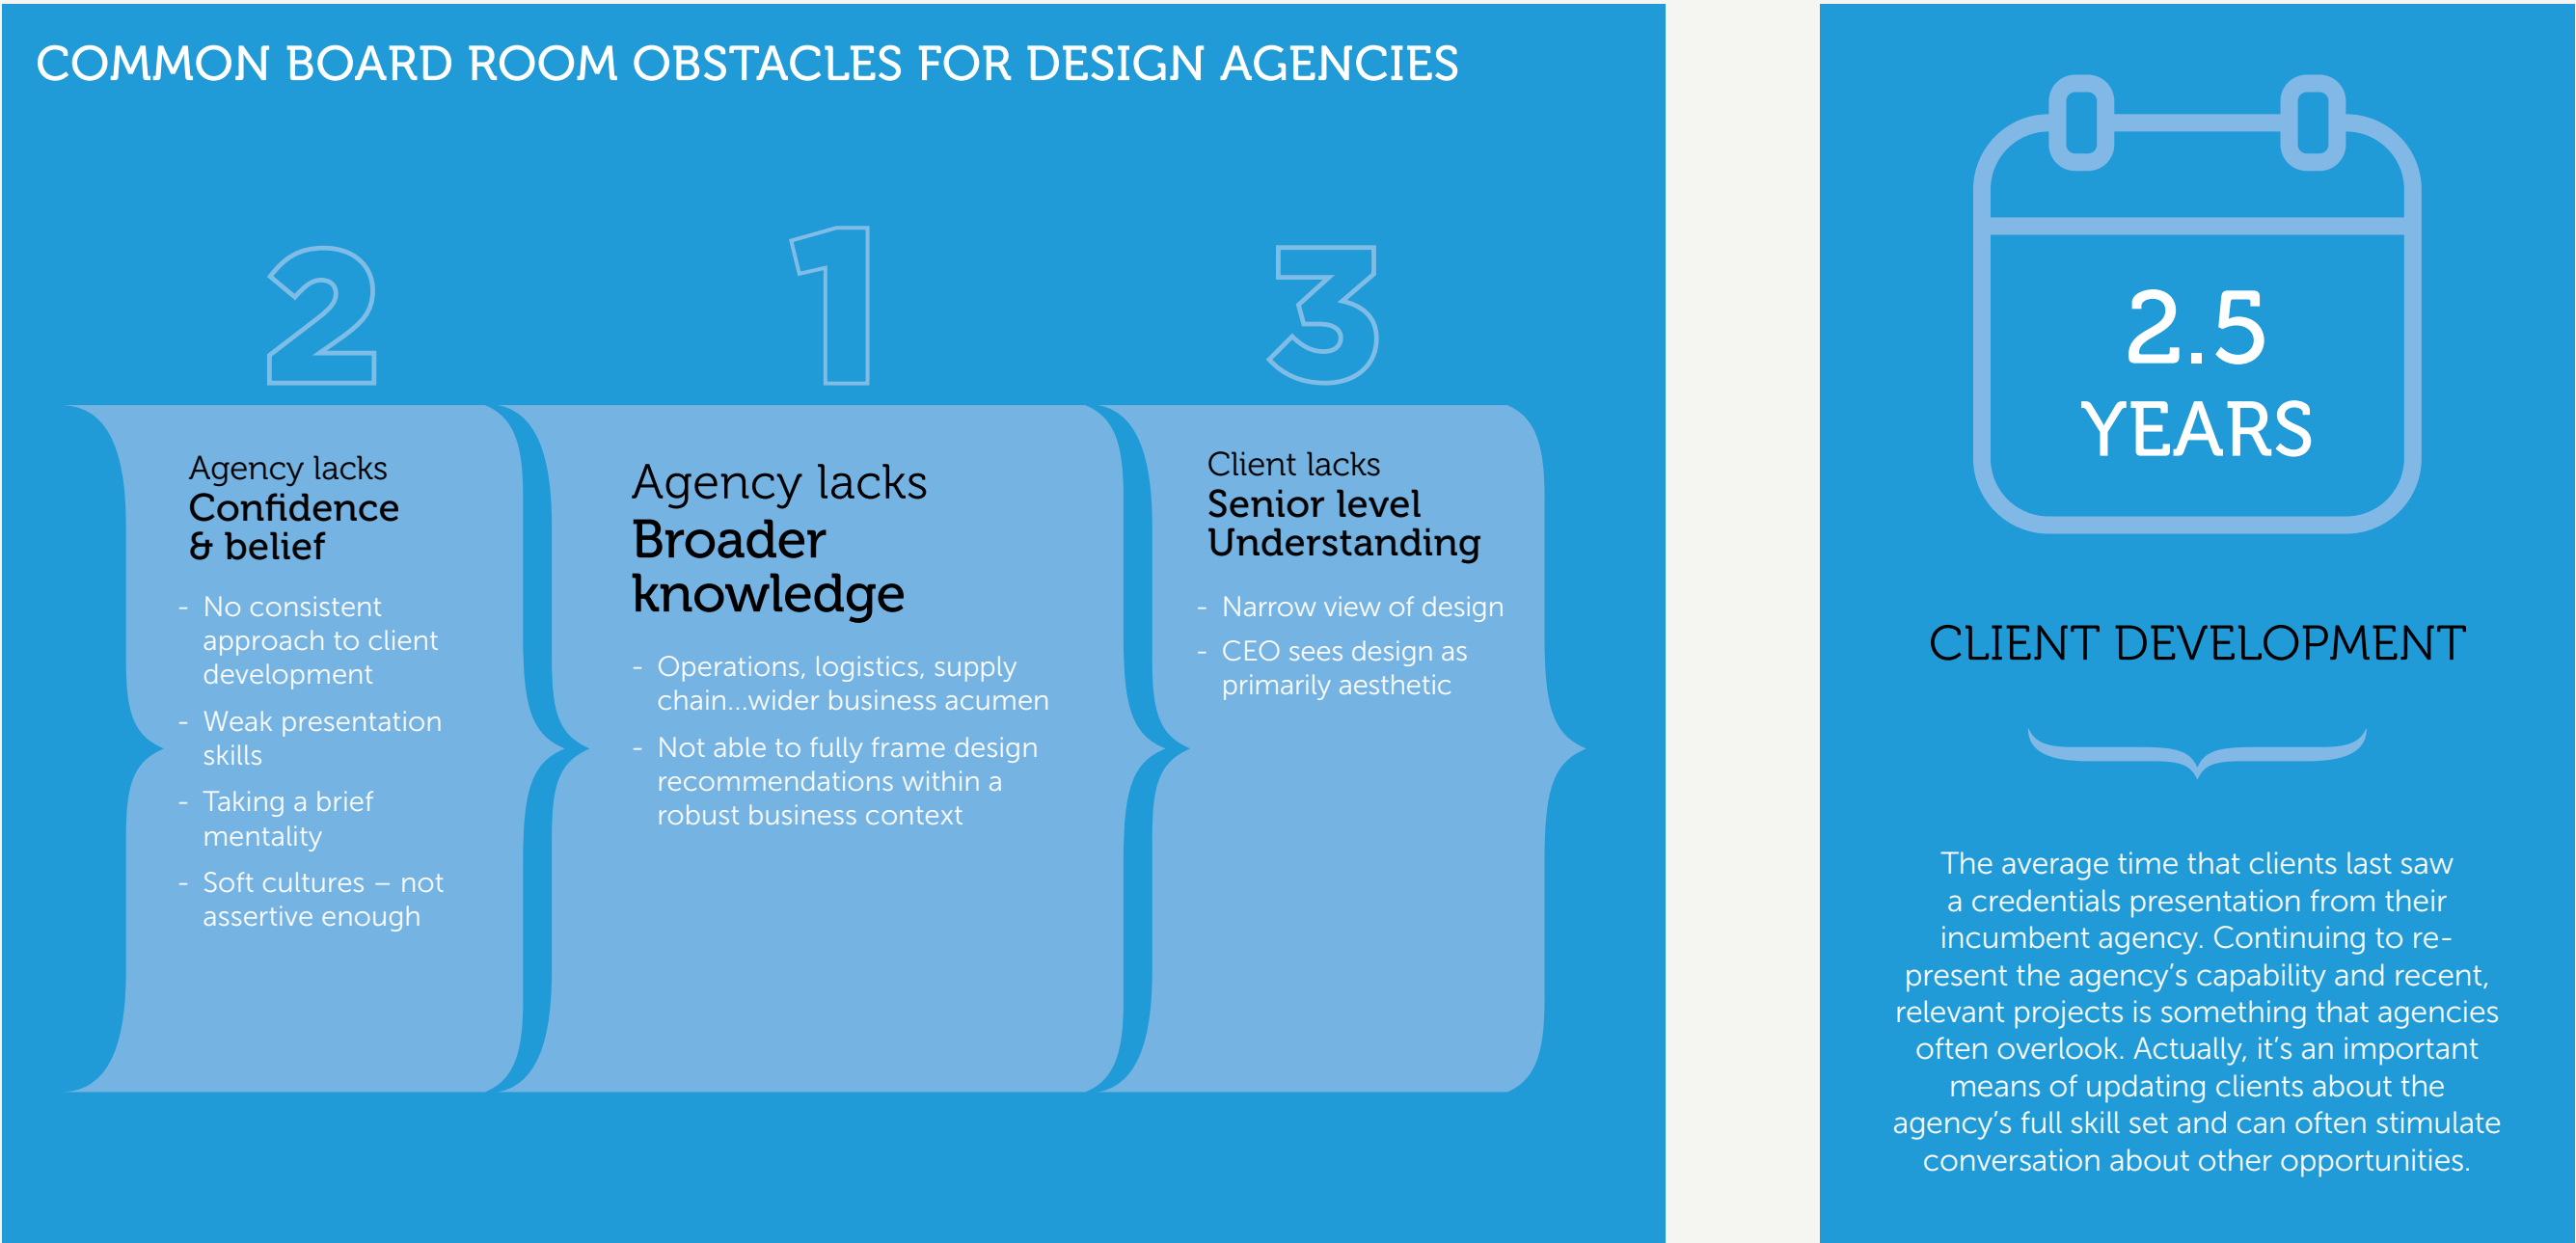 COMMON BOARD ROOM OBSTACLES FOR DESIGN AGENCIES
2
Agency lacks
Confidence
& belief
- No consistent
approach to client
development
- Weak presentation
skills
- Taking a brief
mentality
- Soft cultures – not
assertive enough
1
Agency lacks
Broader
knowledge
- Operations, logistics, supply
chain...wider business acumen
- Not able to fully frame design
recommendations within a
robust business context
3
Client lacks
Senior level
Understanding
- Narrow view of design
- CEO sees design as
primarily aesthetic
2.5
YEARS
CLIENT DEVELOPMENT
The average time that clients last saw
a credentials presentation from their
incumbent agency. Continuing to re-
present the agency’s capability and recent,
relevant projects is something that agencies
often overlook. Actually, it’s an important
means of updating clients about the
agency’s full skill set and can often stimulate
conversation about other opportunities.